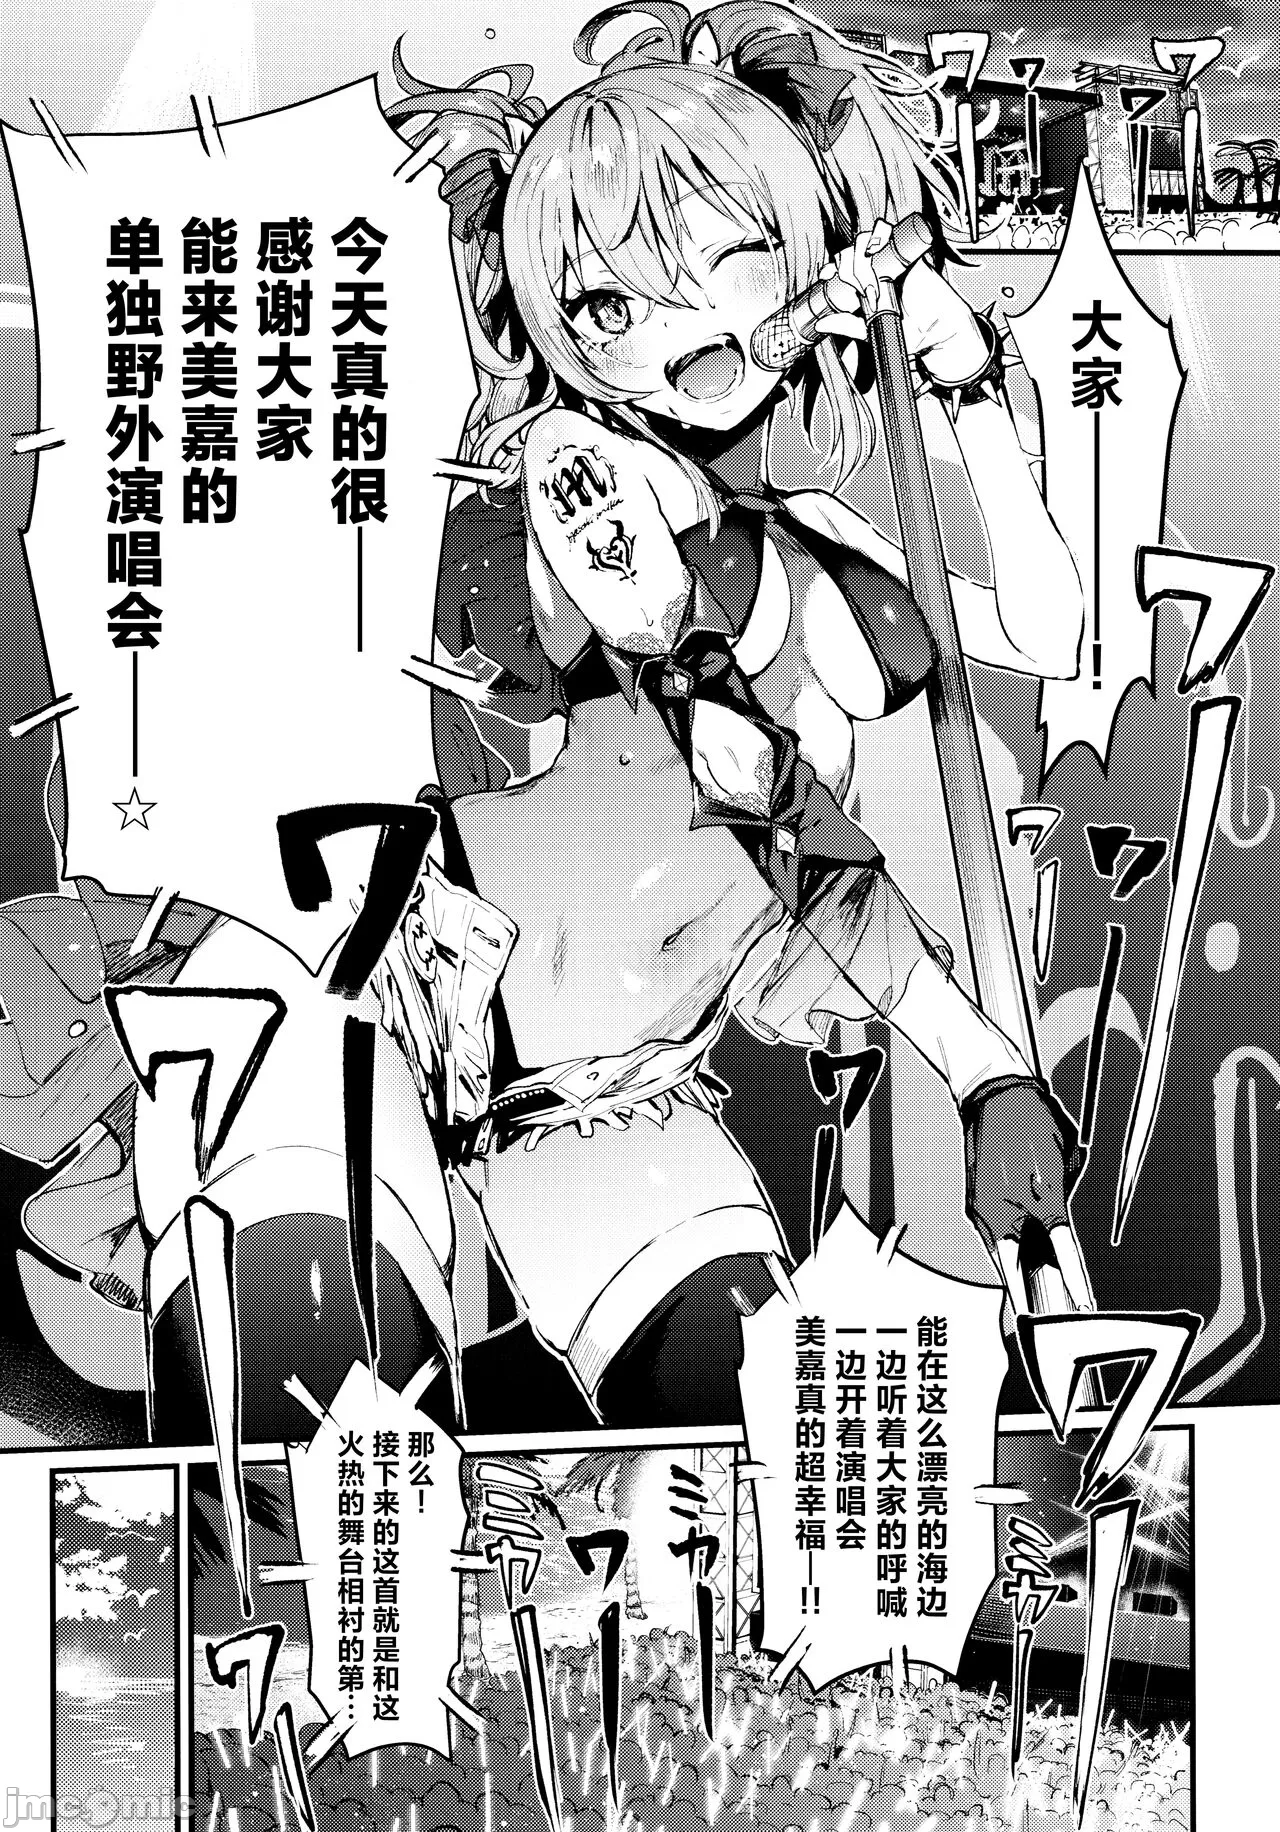 ワー
ワー
ワー
大家——！
今天真的很——
感谢大家
能来美嘉的
单独野外演唱会——☆
ワー
ワー
ワー
ワー
ワー
ワー
ワー
能在这么漂亮的海边
一边听着大家的呼喊
一边开着演唱会
美嘉真的超幸福—!!
ミャー
ワー
ミャー
那么！
接下来的这首就是和这
火热的舞台相衬的第…
jmcomic